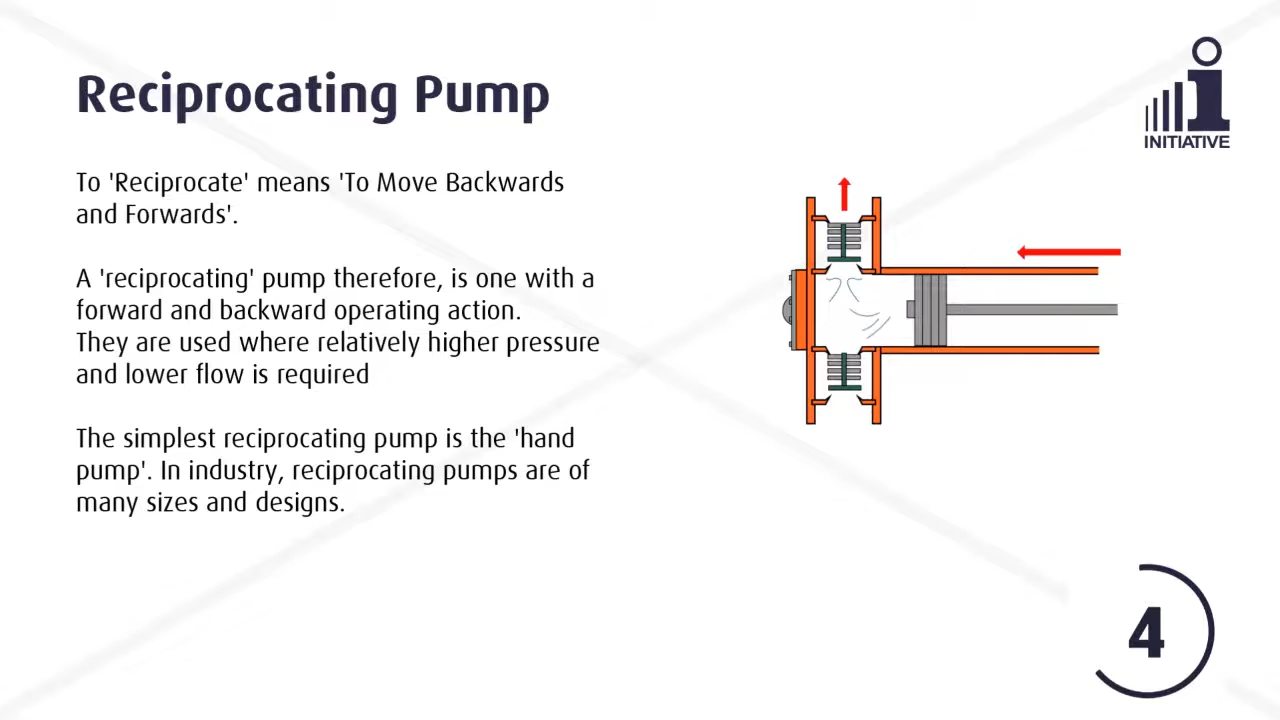 Reciprocating Pump
INITIATIVE
To 'Reciprocate' means 'To Move Backwards
and Forwards'.
A 'reciprocating' pump therefore, is one with a
forward and backward operating action.
They are used where relatively higher pressure
and lower flow is required
The simplest reciprocating pump is the 'hand
pump'. In industry, reciprocating pumps are of
many sizes and designs.
4